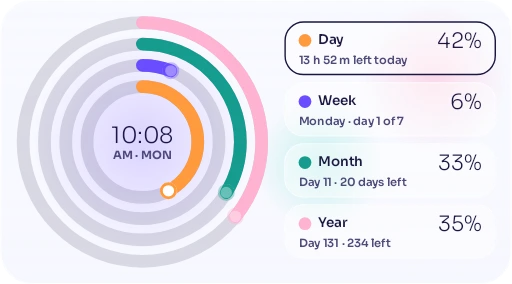 10:08
AM · MON
Day 42%
13 h 52 m left today
Week 6%
Monday · day 1 of 7
Month 33%
Day 11 · 20 days left
Year 35%
Day 131 · 234 left